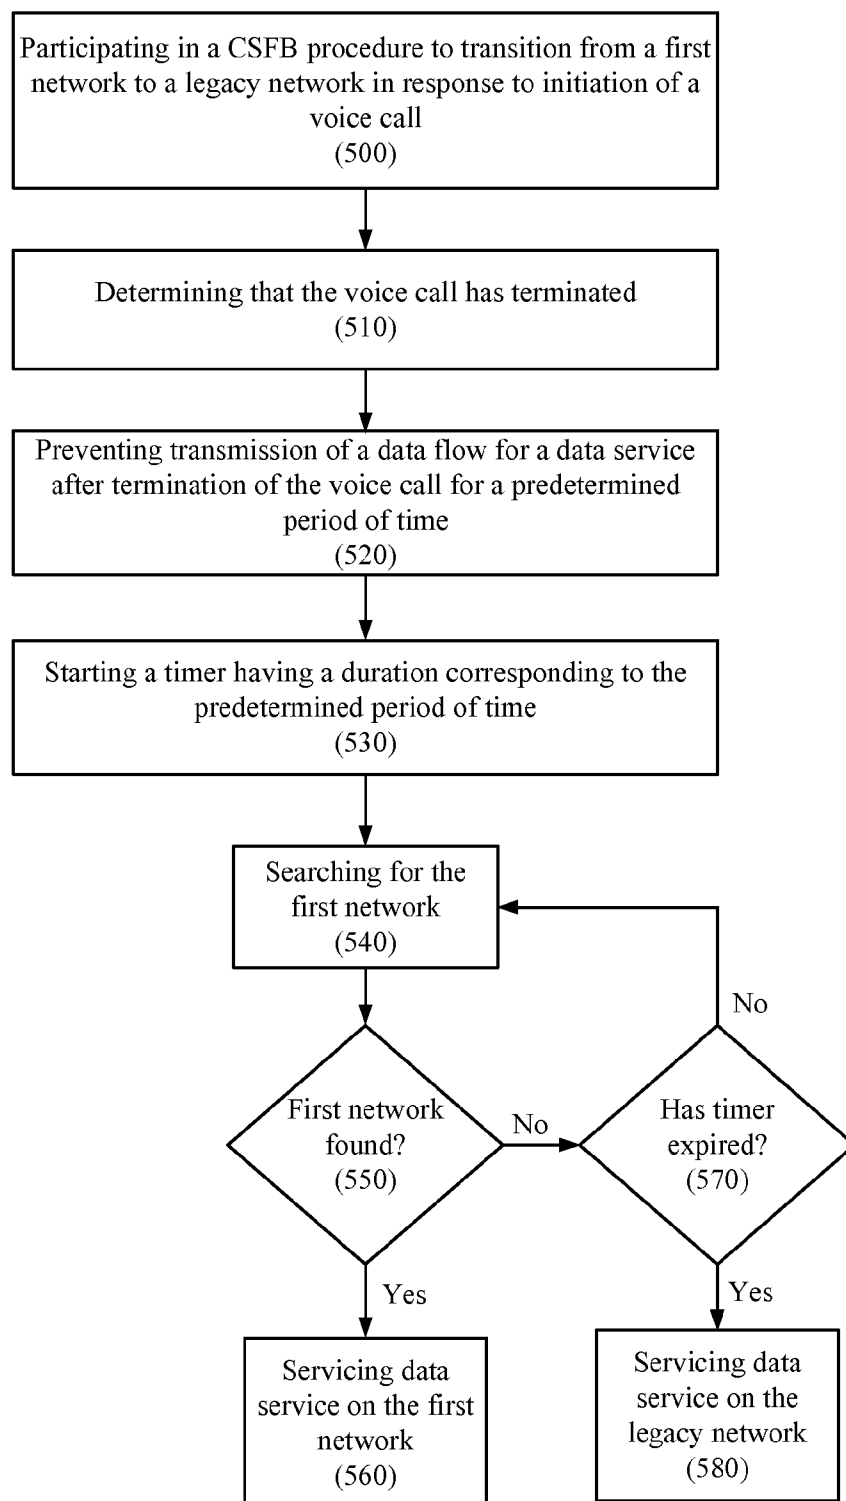 Participating in a CSFB procedure to transition from a first
network to a legacy network in response to initiation of a
voice call
(500)
Determining that the voice call has terminated
(510)
Preventing transmission of a data flow for a data service
after termination of the voice call for a predetermined
period of time
(520)
Starting a timer having a duration corresponding to the
predetermined period of time
(530)
Searching for the
first network
(540)
No
First network
found?
(550)
No
Has timer
expired?
(570)
Yes
Yes
Servicing data
service on the first
network
(560)
Servicing data
service on the
legacy network
(580)